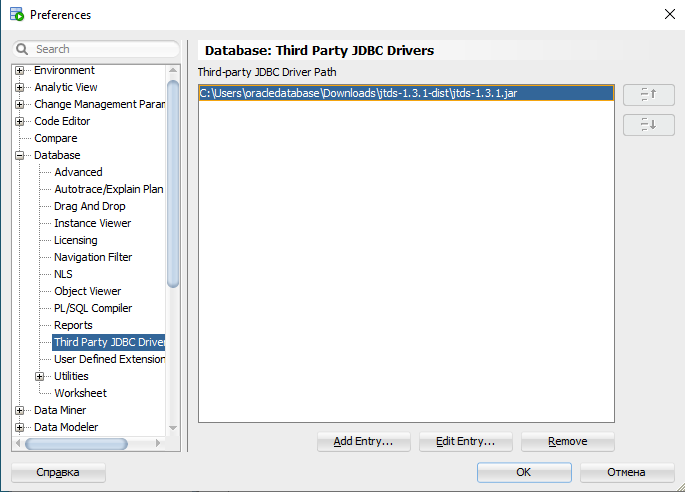 Preferences
Search
Environment
Analytic View
Change Management Parar
Code Editor
Compare
Database
Advanced
Autotrace/Explain Plan
Drag And Drop
Instance Viewer
Licensing
Navigation Filter
NLS
Object Viewer
PL/SQL Compiler
Reports
Third Party JDBC Driver
User Defined Extension
Utilities
Worksheet
Data Miner
Data Modeler
Database: Third Party JDBC Drivers
Third-party JDBC Driver Path
C:\Users\oracledatabase\Downloads\jtds-1.3.1-dist\jtds-1.3.1.jar
Add Entry... Edit Entry... Remove
Справка OK Отмена